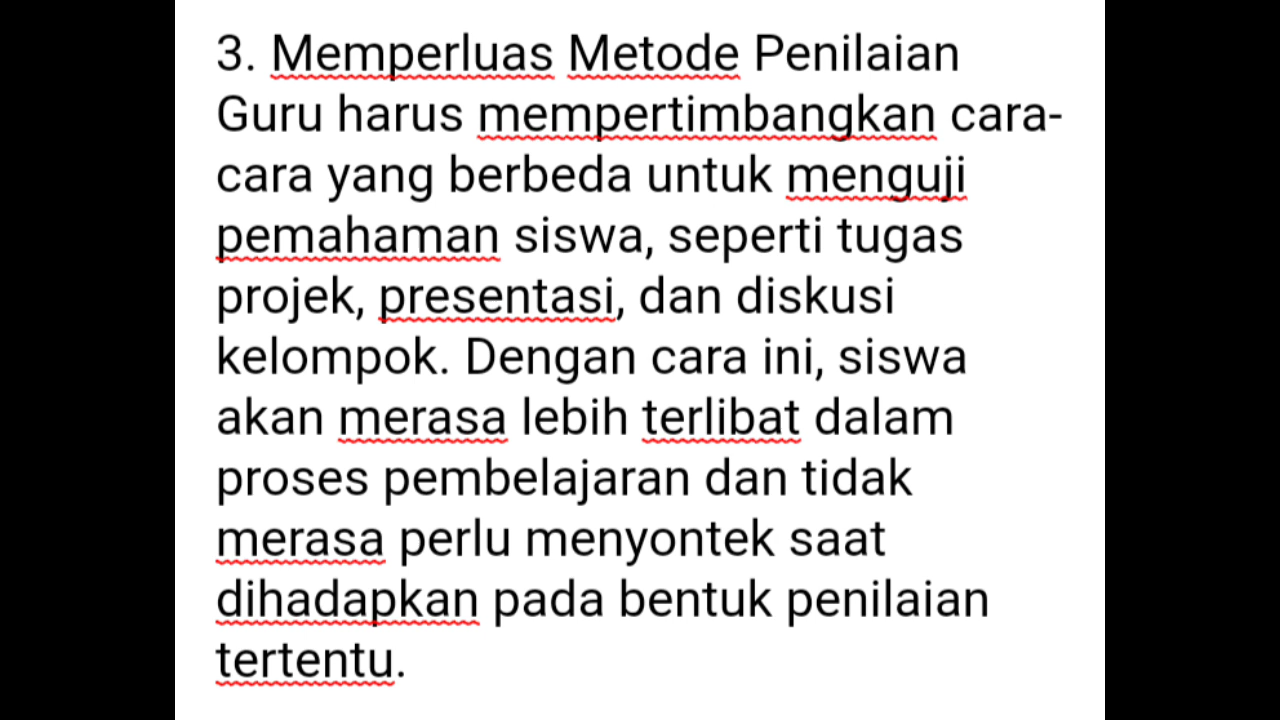 3. Memperluas Metode Penilaian
Guru harus mempertimbangkan cara-
cara yang berbeda untuk menguji
pemahaman siswa, seperti tugas
projek, presentasi, dan diskusi
kelompok. Dengan cara ini, siswa
akan merasa lebih terlibat dalam
proses pembelajaran dan tidak
merasa perlu menyontek saat
dihadapkan pada bentuk penilaian
tertentu.